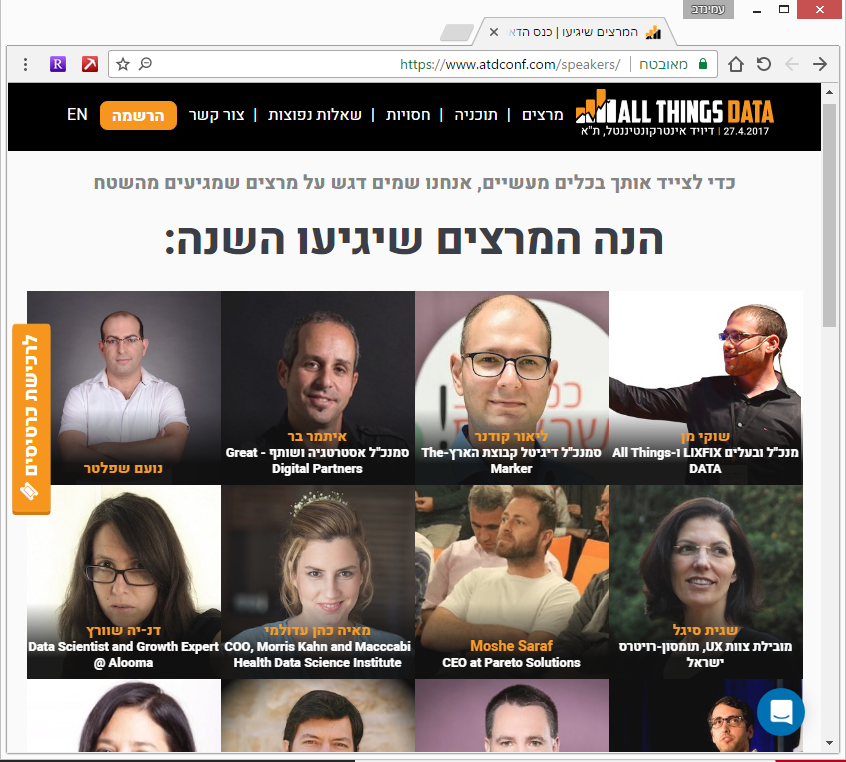 עמינדב
המרצים שיגיעו | כנס הדא
מאובטח
https://www.atdconf.com/speakers/
ALL THINGS DATA
27.4.2017 | דיויד אינטרקונטיננטל, ת"א
מרצים | תוכניה | חסויות | שאלות נפוצות | צור קשר
הרשמה
EN
כדי לצייד אותך בכלים מעשיים, אנחנו שמים דגש על מרצים שמגיעים מהשטח
הנה המרצים שיגיעו השנה:
לרכישת כרטיסים
שוקי מן
מנכ"ל ובעלים LIXFIX ו-All Things
DATA
ליאור קודנר
סמנכ"ל דיגיטל קבוצת הארץ-The
Marker
איתמר בר
סמנכ"ל אסטרטגיה ושותף - Great
Digital Partners
נועם שפלטר
שגית סיגל
מובילת צוות UX, תומסון-רויטרס
ישראל
Moshe Saraf
CEO at Pareto Solutions
מאיה כהן עדולמי
COO, Morris Kahn and Macccabi
Health Data Science Institute
דנ-יה שוורץ
Data Scientist and Growth Expert
@ Alooma